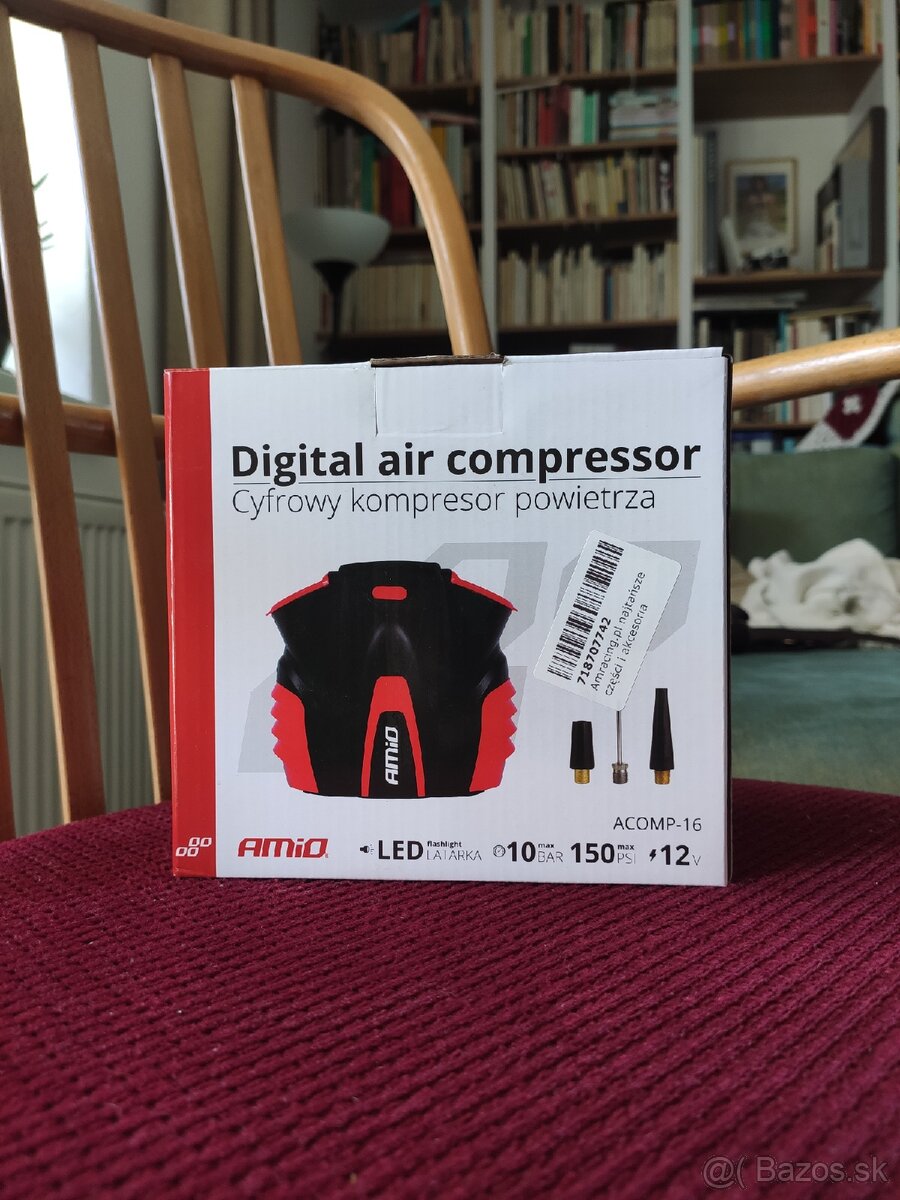 Digital air compressor
Cyfrowy kompresor powietrza
718707742
Amracing.pl najtańsze
części i akcesoria
AMiO
ACOMP-16
AMiO
LED flashlight LATARKA 10 max BAR 150 max PSI 12V
@( Bazos.sk